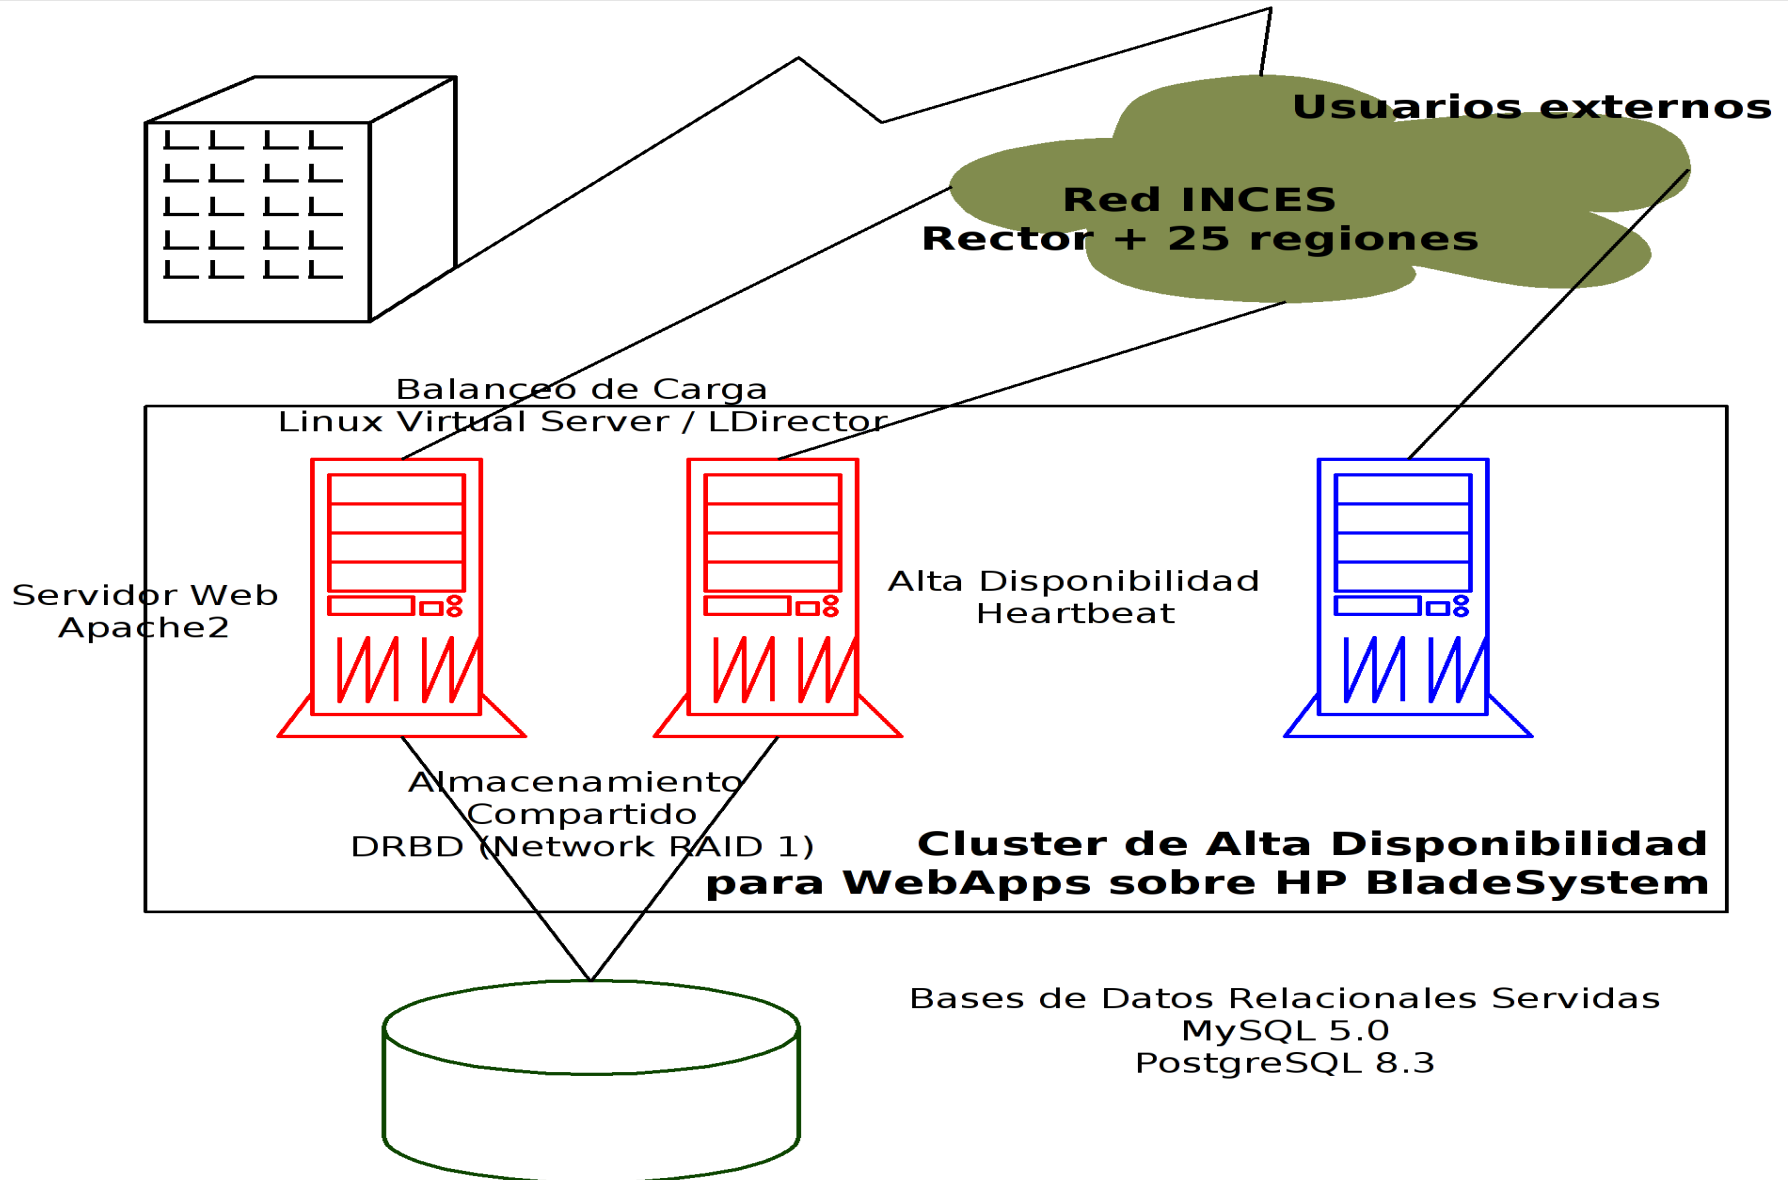 Usuarios externos
Red INCES
Rector + 25 regiones
Balanceo de Carga
Linux Virtual Server / LDirector
Servidor Web
Apache2
Alta Disponibilidad
Heartbeat
Almacenamiento
Compartido
DRBD (Network RAID 1)
Cluster de Alta Disponibilidad
para WebApps sobre HP BladeSystem
Bases de Datos Relacionales Servidas
MySQL 5.0
PostgreSQL 8.3